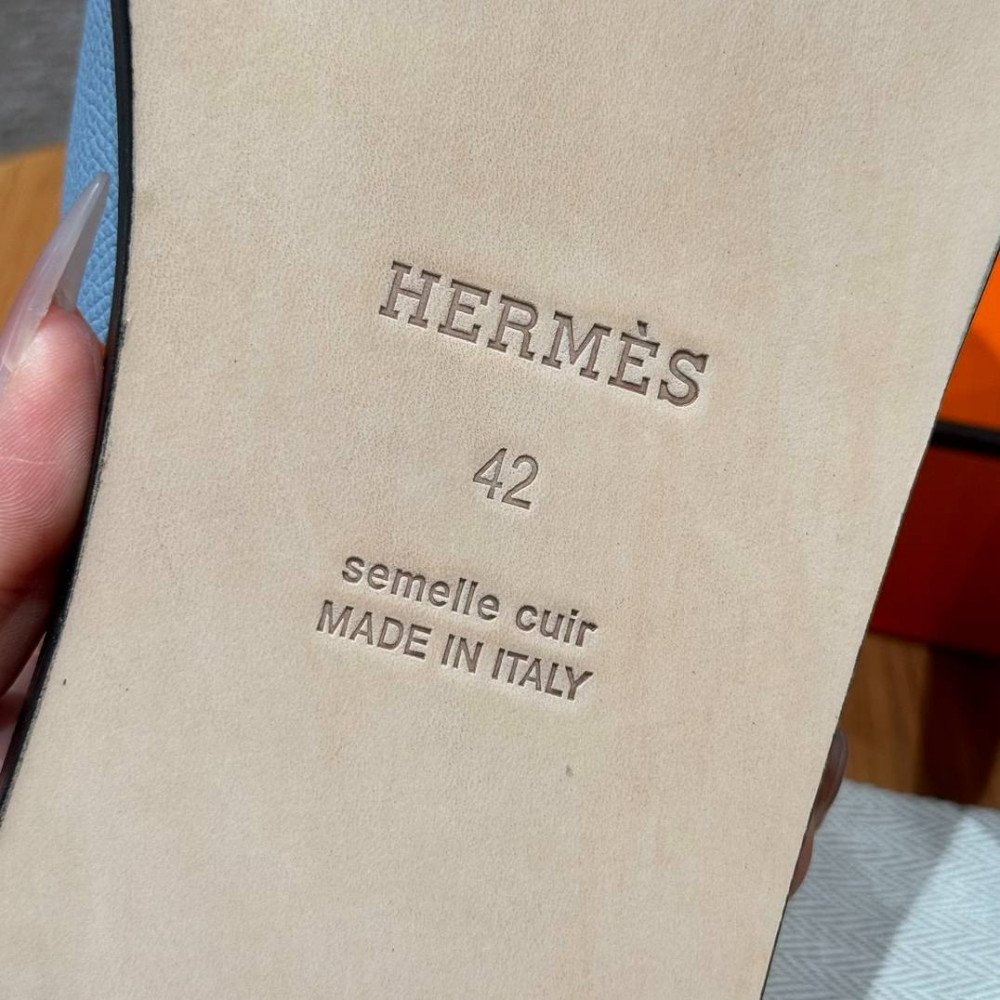 HERMÈS
42
semelle cuir
MADE IN ITALY